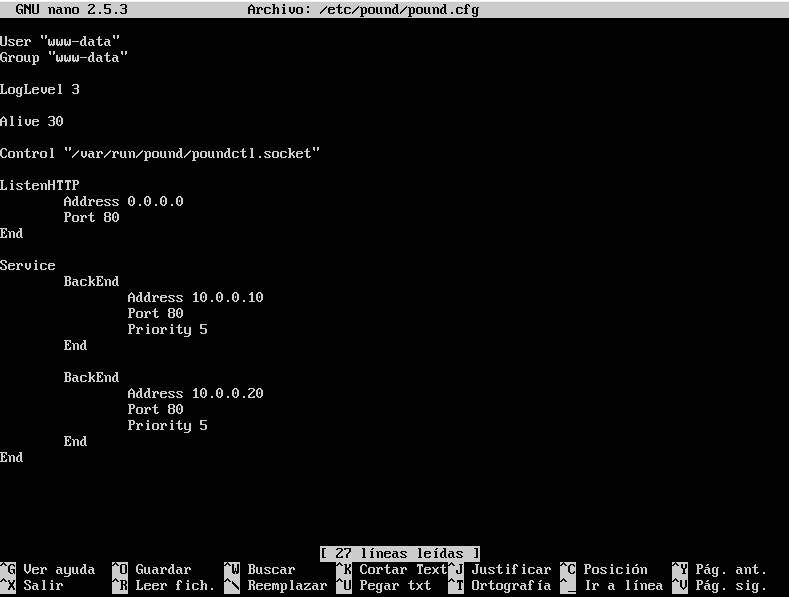 GNU nano 2.5.3 Archivo: /etc/pound/pound.cfg
User "www-data"
Group "www-data"
LogLevel 3
Alive 30
Control "/var/run/pound/poundctl.socket"
ListenHTTP
Address 0.0.0.0
Port 80
End
Service
BackEnd
Address 10.0.0.10
Port 80
Priority 5
End
BackEnd
Address 10.0.0.20
Port 80
Priority 5
End
End
[ 27 líneas leídas ]
^G Ver ayuda ^O Guardar ^W Buscar ^K Cortar Text ^J Justificar ^C Posición ^Y Pág. ant.
^X Salir ^R Leer fich. ^\ Reemplazar ^U Pegar txt ^T Ortografía ^_ Ir a línea ^V Pág. sig.